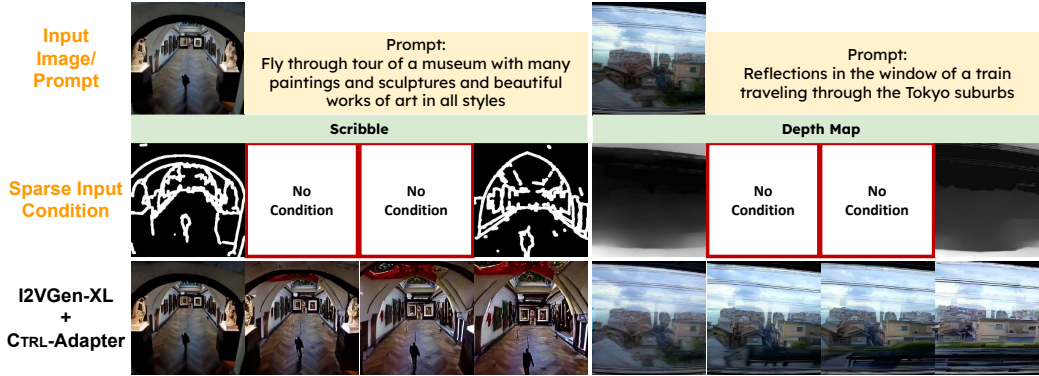 Input
Image/
Prompt
Prompt:
Fly through tour of a museum with many
paintings and sculptures and beautiful
works of art in all styles
Prompt:
Reflections in the window of a train
traveling through the Tokyo suburbs
Scribble
Depth Map
Sparse Input
Condition
No
Condition
No
Condition
No
Condition
No
Condition
I2VGen-XL
+
CTRL-Adapter